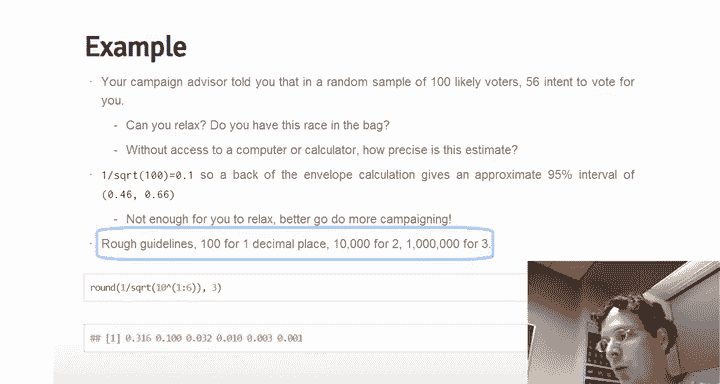 Example
· Your campaign advisor told you that in a random sample of 100 likely voters, 56 intent to vote for
you.
- Can you relax? Do you have this race in the bag?
- Without access to a computer or calculator, how precise is this estimate?
· 1/sqrt(100)=0.1 so a back of the envelope calculation gives an approximate 95% interval of
(0.46, 0.66)
- Not enough for you to relax, better go do more campaigning!
· Rough guidelines, 100 for 1 decimal place, 10,000 for 2, 1,000,000 for 3.
round(1/sqrt(10^(1:6)), 3)
## [1] 0.316 0.100 0.032 0.010 0.003 0.001